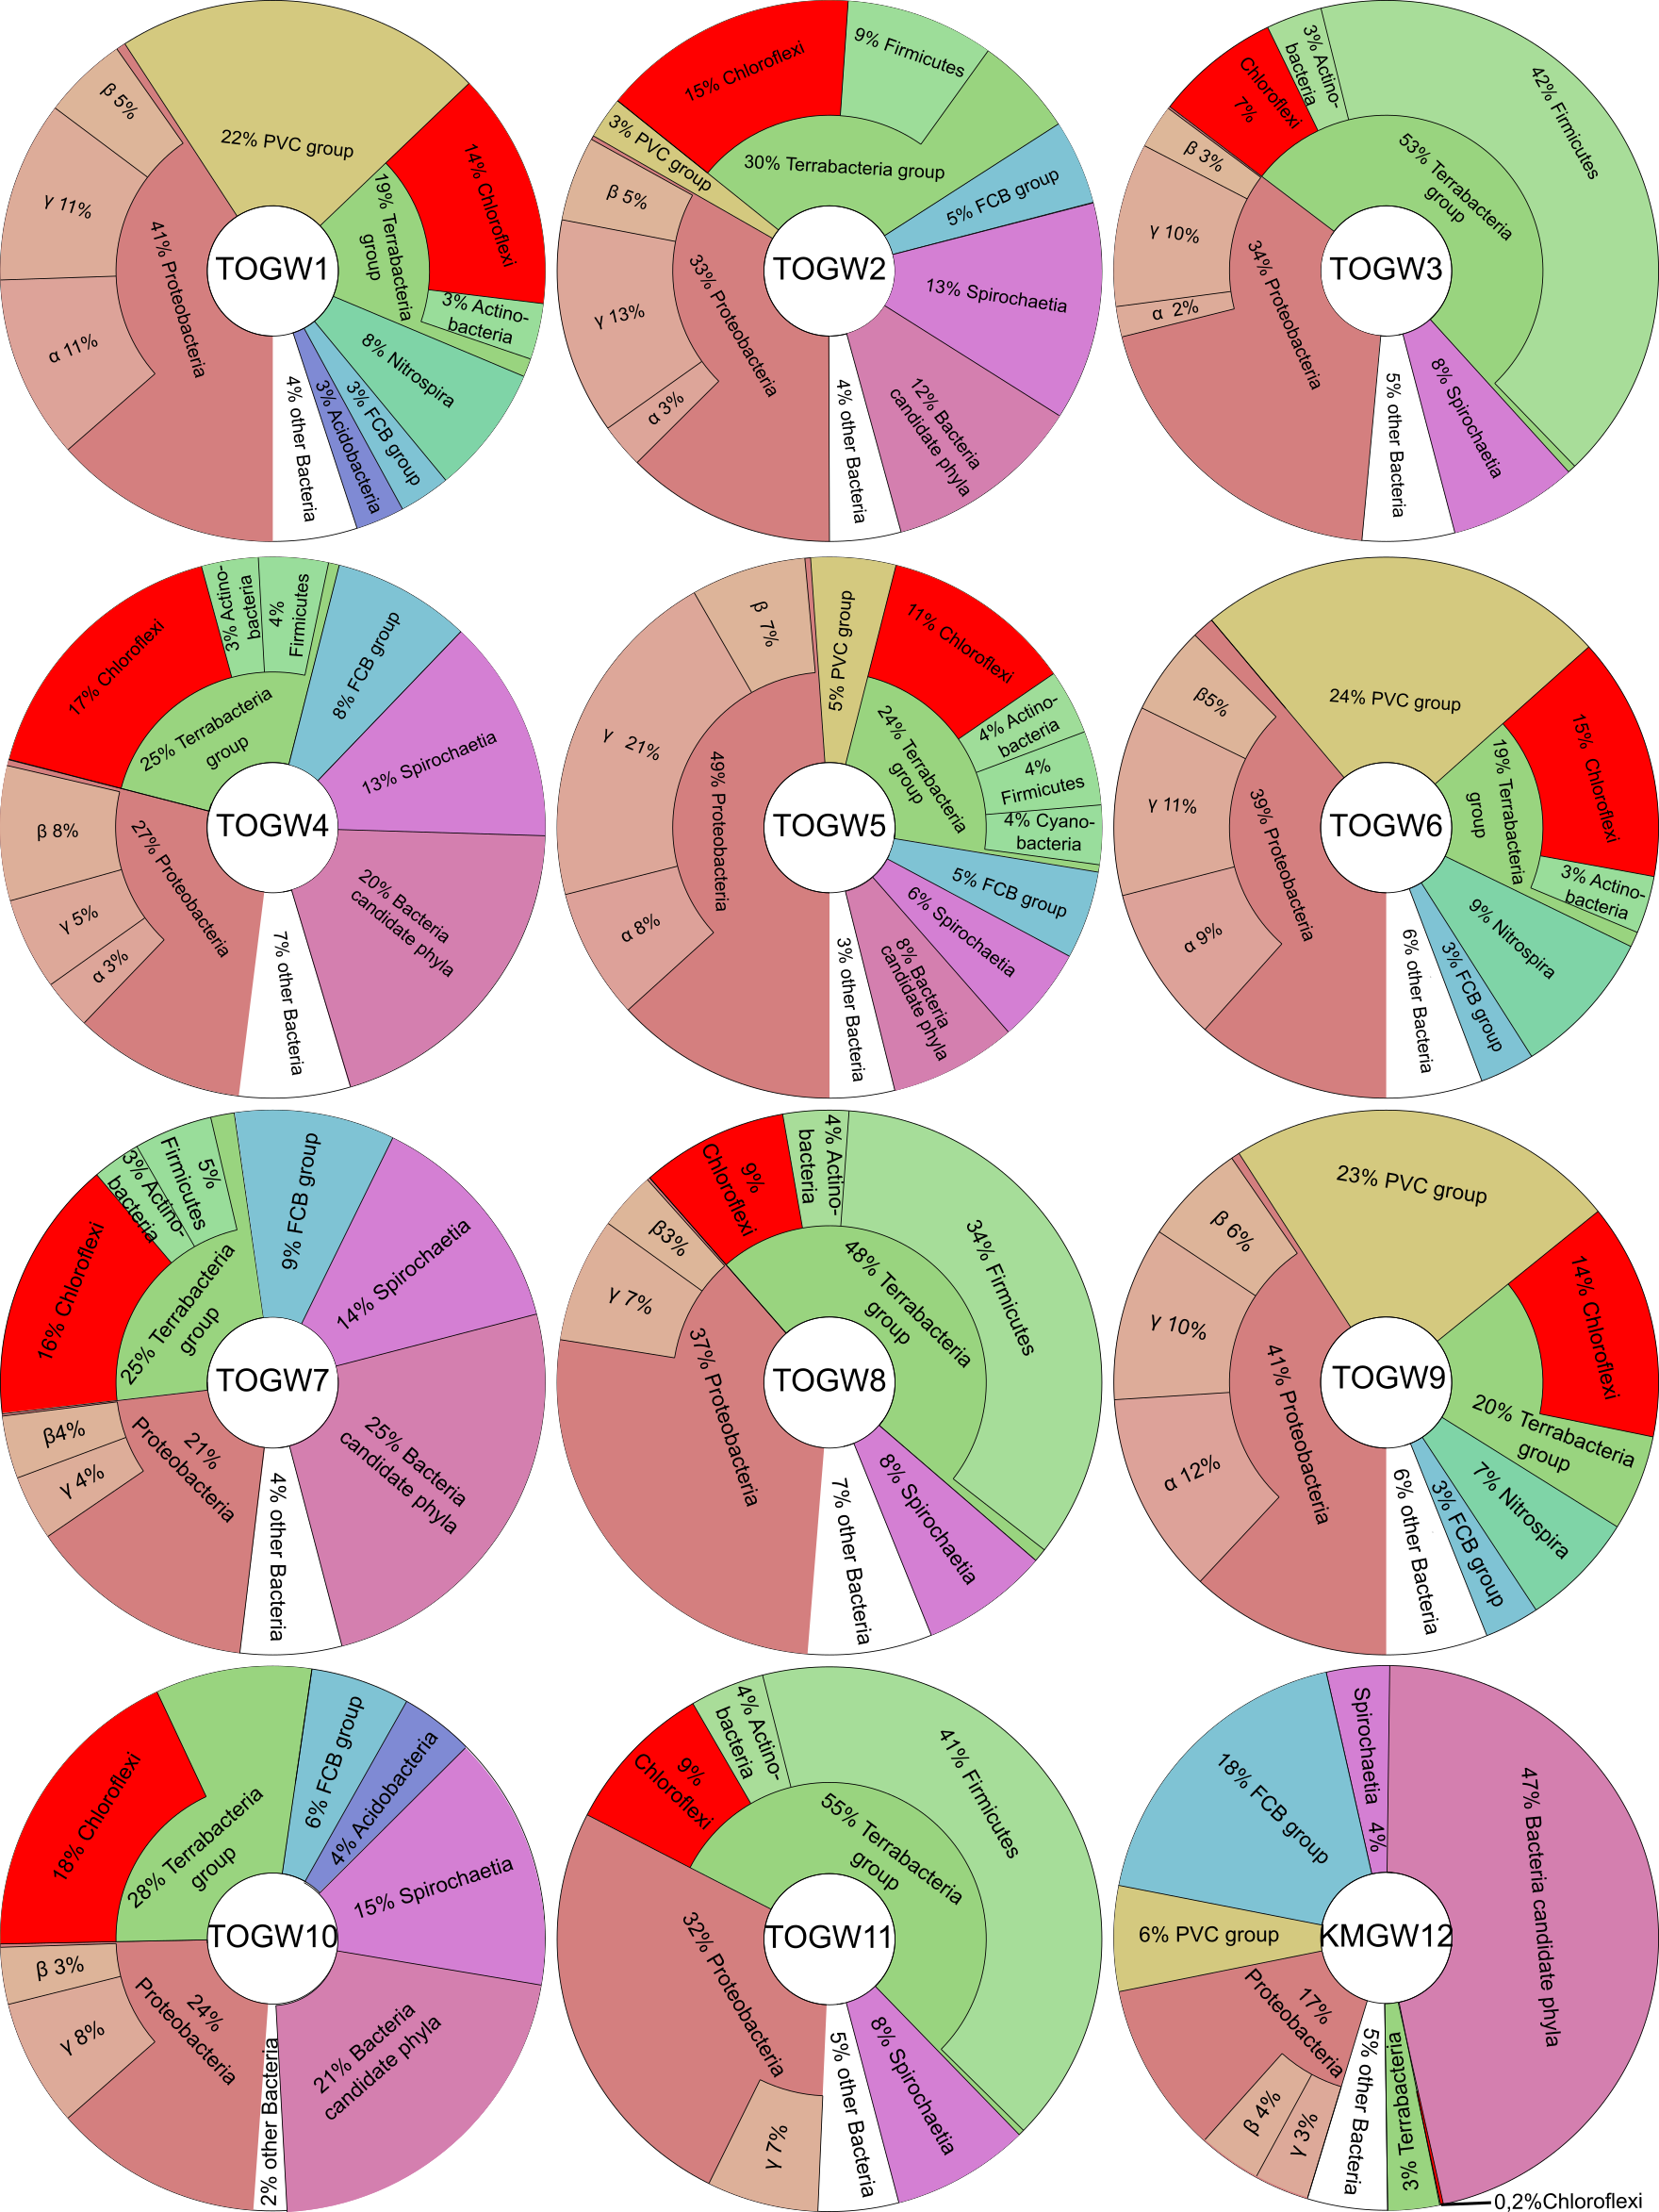 TOGW1
β 5%
γ 11%
α 11%
41% Proteobacteria
22% PVC group
19% Terrabacteria
group
14% Chloroflexi
3% Actino-
bacteria
8% Nitrospira
3% FCB group
3% Acidobacteria
4% other Bacteria
TOGW2
15% Chloroflexi
9% Firmicutes
3% PVC group
30% Terrabacteria group
β 5%
γ 13%
α 3%
33% Proteobacteria
5% FCB group
13% Spirochaetia
12% Bacteria
candidate phyla
4% other Bacteria
TOGW3
Chloroflexi
7%
3% Actino-
bacteria
42% Firmicutes
53% Terrabacteria
group
β 3%
γ 10%
α 2%
34% Proteobacteria
8% Spirochaetia
5% other Bacteria
TOGW4
17% Chloroflexi
3% Actino-
bacteria
4%
Firmicutes
25% Terrabacteria
group
8% FCB group
13% Spirochaetia
β 8%
γ 5%
α 3%
27% Proteobacteria
20% Bacteria
candidate phyla
7% other Bacteria
TOGW5
β 7%
γ 21%
α 8%
49% Proteobacteria
5% PVC group
11% Chloroflexi
24% Terrabacteria
group
4% Actino-
bacteria
4%
Firmicutes
4% Cyano-
bacteria
5% FCB group
6% Spirochaetia
8% Bacteria
candidate phyla
3% other Bacteria
TOGW6
β5%
γ 11%
α 9%
39% Proteobacteria
24% PVC group
19% Terrabacteria
group
15% Chloroflexi
3% Actino-
bacteria
9% Nitrospira
3% FCB group
6% other Bacteria
TOGW7
16% Chloroflexi
3% Actino-
bacteria
5%
Firmicutes
25% Terrabacteria
group
9% FCB group
14% Spirochaetia
β4%
γ 4%
21%
Proteobacteria
25% Bacteria
candidate phyla
4% other Bacteria
TOGW8
β3%
γ 7%
37% Proteobacteria
9%
Chloroflexi
4% Actino-
bacteria
34% Firmicutes
48% Terrabacteria
group
8% Spirochaetia
7% other Bacteria
TOGW9
β 6%
γ 10%
α 12%
41% Proteobacteria
23% PVC group
14% Chloroflexi
20% Terrabacteria
group
7% Nitrospira
3% FCB group
6% other Bacteria
TOGW10
18% Chloroflexi
28% Terrabacteria
group
6% FCB group
4% Acidobacteria
15% Spirochaetia
β 3%
γ 8%
24%
Proteobacteria
21% Bacteria
candidate phyla
2% other Bacteria
TOGW11
9%
Chloroflexi
4% Actino-
bacteria
41% Firmicutes
55% Terrabacteria
group
32% Proteobacteria
γ 7%
5% other Bacteria
8% Spirochaetia
KMGW12
Spirochaetia 4%
18% FCB group
6% PVC group
17%
Proteobacteria
β 4%
γ 3%
5% other Bacteria
3% Terrabacteria
47% Bacteria candidate phyla
0,2%Chloroflexi